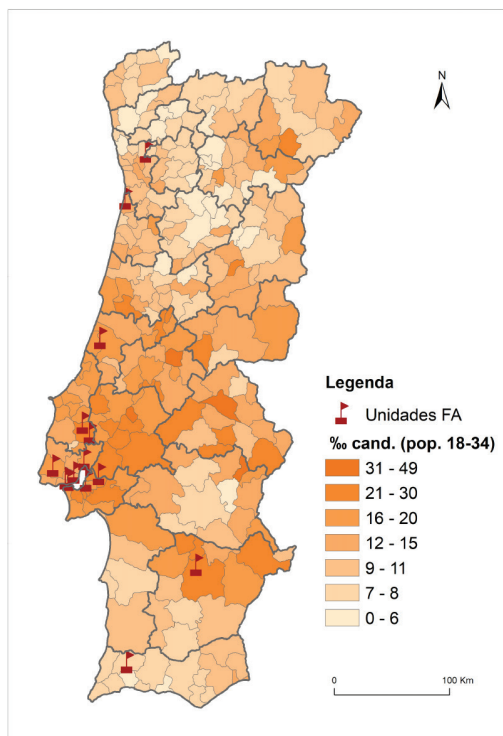 N
Legenda
Unidades FA
‰ cand. (pop. 18-34)
31 - 49
21 - 30
16 - 20
12 - 15
9 - 11
7 - 8
0 - 6
0 100 Km